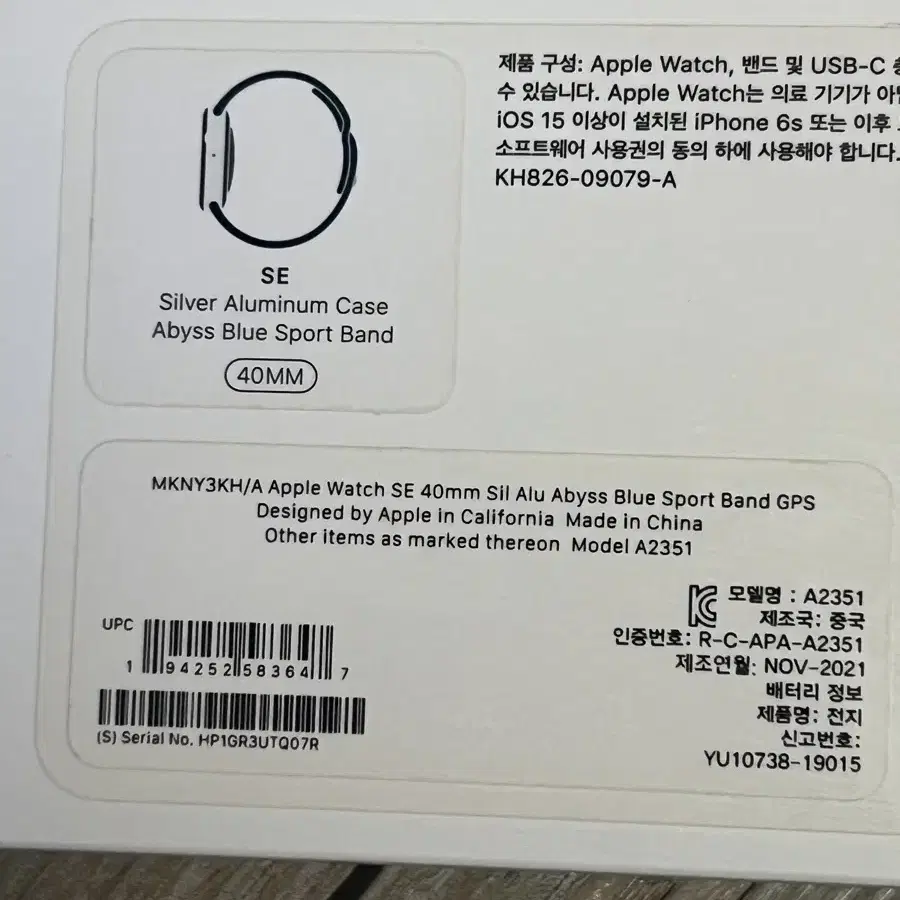 SE
Silver Aluminum Case
Abyss Blue Sport Band
40MM
제품 구성: Apple Watch, 밴드 및 USB-C
수 있습니다. Apple Watch는 의료 기기가
iOS 15 이상이 설치된 iPhone 6s 또는 이후
소프트웨어 사용권의 동의 하에 사용해야 합니다.
KH826-09079-A
MKNY3KH/A Apple Watch SE 40mm Sil Alu Abyss Blue Sport Band GPS
Designed by Apple in California Made in China
Other items as marked thereon Model A2351
UPC
1 94252 58364 7
(S) Serial No. HP1GR3UTQ07R
모델명 : A2351
제조국: 중국
인증번호: R-C-APA-A2351
제조연월: NOV-2021
배터리 정보
제품명: 전지
신고번호:
YU10738-19015